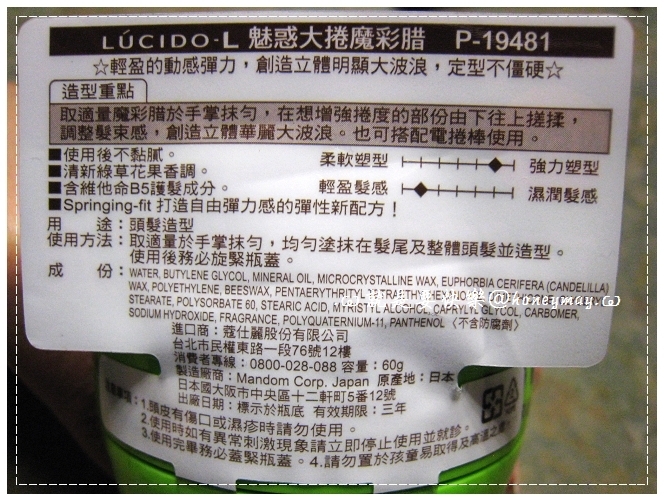 LÚCIDO-L 魅惑大捲魔彩腊 P-19481
☆輕盈的動感彈力，創造立體明顯大波浪，定型不僵硬☆
造型重點
取適量魔彩腊於手掌抹勻，在想增強捲度的部份由下往上搓揉，
調整髮束感，創造立體華麗大波浪。也可搭配電捲棒使用。
■使用後不黏膩。
柔軟塑型 強力塑型
■清新綠草花果香調。
■含維他命B5護髮成分。
輕盈髮感 濕潤髮感
■Springing-fit 打造自由彈力感的彈性新配方！
用 途：頭髮造型
使用方法：取適量於手掌抹勻，均勻塗抹在髮尾及整體頭髮並造型。
使用後務必旋緊瓶蓋。
成 份：WATER, BUTYLENE GLYCOL, MINERAL OIL, MICROCRYSTALLINE WAX, EUPHORBIA CERIFERA (CANDELILLA)
WAX, POLYETHYLENE, BEESWAX, PENTAERYTHRITYL
STEARATE, POLYSORBATE 60, STEARIC ACID, MYRISTYL ALCOHOL, CAPRYLYL GLYCOL, CARBOMER,
SODIUM HYDROXIDE, FRAGRANCE, POLYQUATERNIUM-11, PANTHENOL〈不含防腐劑〉
@honeymay.ω
進口商：蔻仕麗股份有限公司
台北市民權東路一段76號12樓
消費者專線：0800-028-088 容量：60g
製造廠商：Mandom Corp. Japan 原產地：日本
日本國大阪市中央區十二軒町5番12號
出廠日期：標示於瓶底 有效期限：三年
事項：1.頭皮有傷口或濕疹時請勿使用。
2.使用時如有異常刺激現象請立即停止使用並就診。
3.使用完畢務必蓋緊瓶蓋。4.請勿置於孩童易取得及高溫之